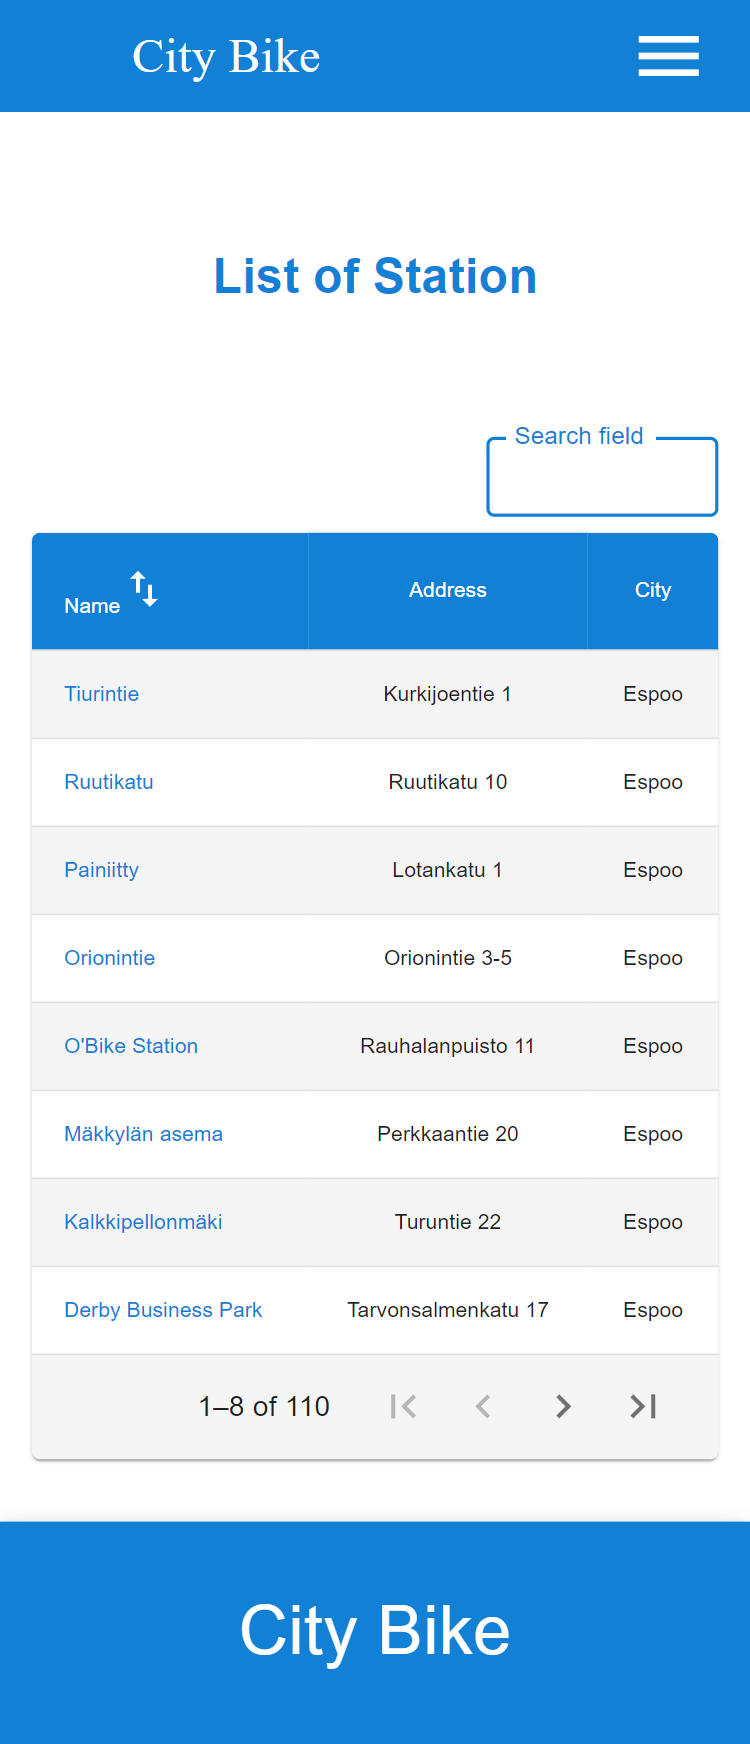 City Bike
List of Station
Search field
Name Address City
Tiurintie Kurkijoentie 1 Espoo
Ruutikatu Ruutikatu 10 Espoo
Painiitty Lotankatu 1 Espoo
Orionintie Orionintie 3-5 Espoo
O'Bike Station Rauhalanpuisto 11 Espoo
Mäkkylän asema Perkkaantie 20 Espoo
Kalkkipellonmäki Turuntie 22 Espoo
Derby Business Park Tarvonsalmenkatu 17 Espoo
1–8 of 110
City Bike